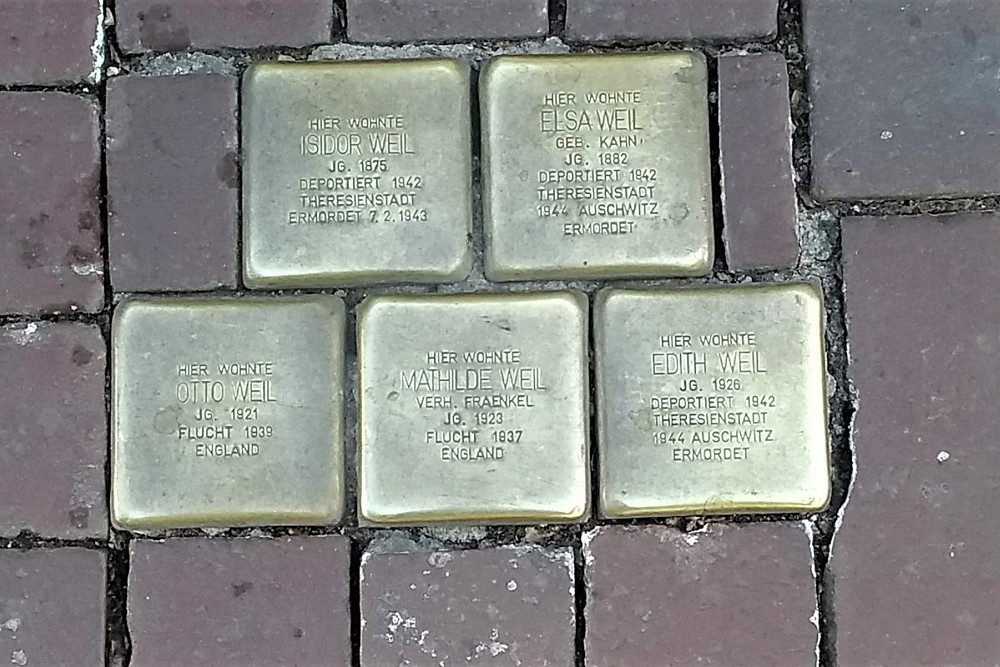 HIER WOHNTE
ISIDOR WEIL
JG. 1875
DEPORTIERT 1942
THERESIENSTADT
ERMORDET 7.2.1943
HIER WOHNTE
ELSA WEIL
GEB. KAHN
JG. 1882
DEPORTIERT 1942
THERESIENSTADT
1944 AUSCHWITZ
ERMORDET
HIER WOHNTE
OTTO WEIL
JG. 1921
FLUCHT 1939
ENGLAND
HIER WOHNTE
MATHILDE WEIL
VERH. FRAENKEL
JG. 1923
FLUCHT 1937
ENGLAND
HIER WOHNTE
EDITH WEIL
JG. 1926
DEPORTIERT 1942
THERESIENSTADT
1944 AUSCHWITZ
ERMORDET